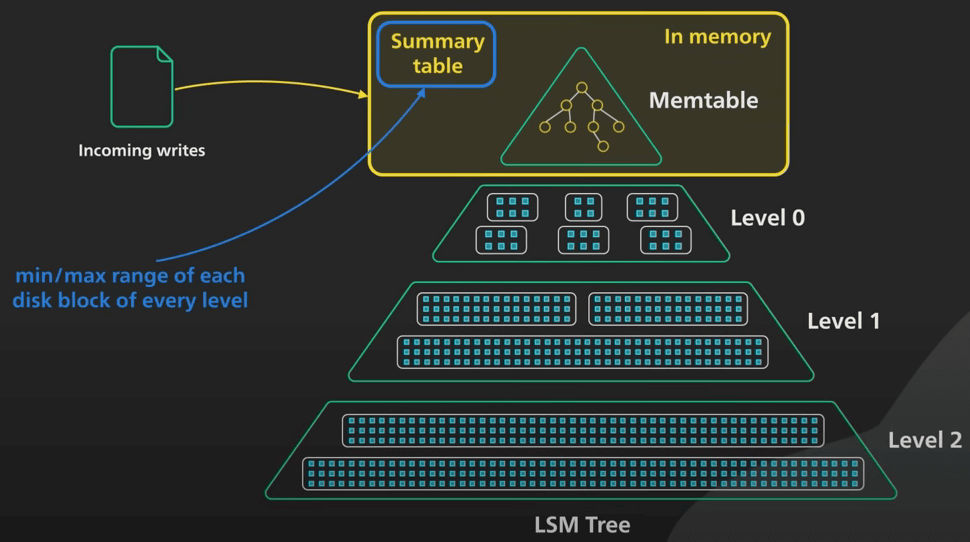 Summary
table
In memory
Memtable
Incoming writes
Level 0
min/max range of each
disk block of every level
Level 1
Level 2
LSM Tree